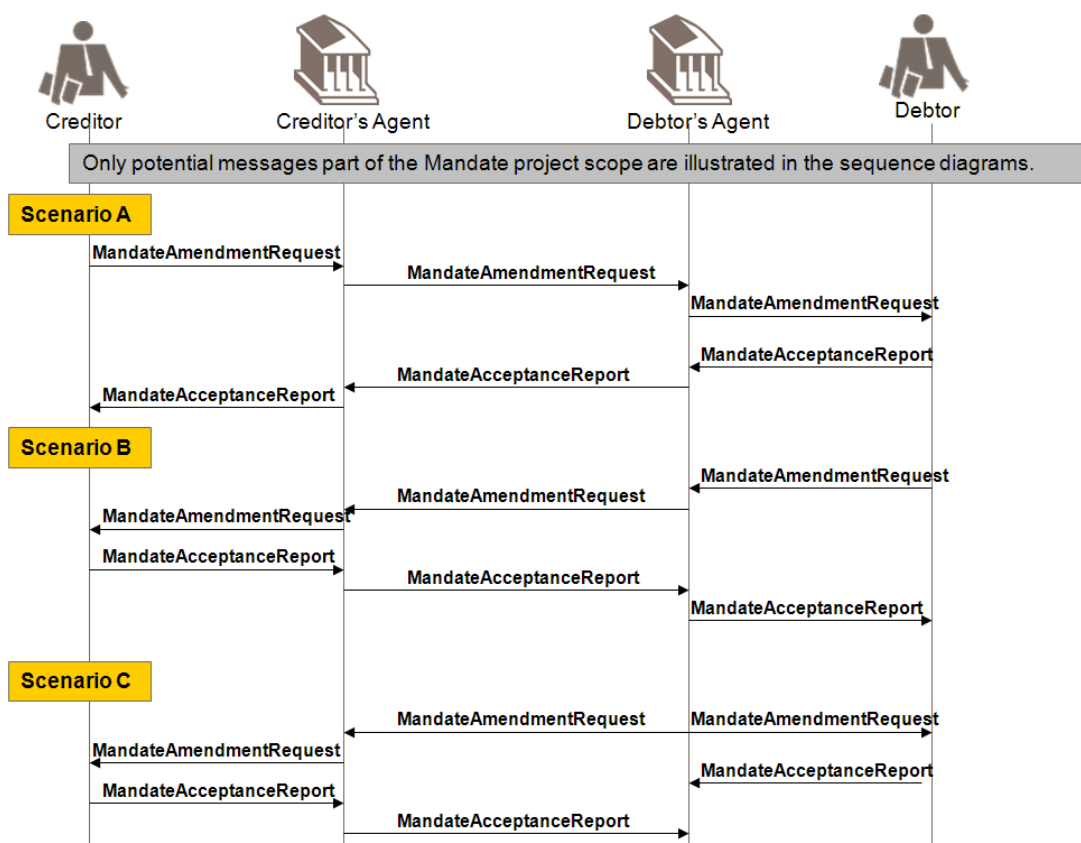 Creditor
Creditor's Agent
Debtor's Agent
Debtor
Only potential messages part of the Mandate project scope are illustrated in the sequence diagrams.
Scenario A
MandateAmendmentRequest
MandateAmendmentRequest
MandateAmendmentRequest
MandateAcceptanceReport
MandateAcceptanceReport
MandateAcceptanceReport
Scenario B
MandateAmendmentRequest
MandateAmendmentRequest
MandateAmendmentRequest
MandateAcceptanceReport
MandateAcceptanceReport
MandateAcceptanceReport
Scenario C
MandateAmendmentRequest
MandateAmendmentRequest
MandateAmendmentRequest
MandateAcceptanceReport
MandateAcceptanceReport
MandateAcceptanceReport